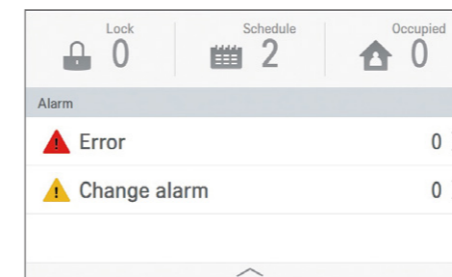 Lock Schedule Occupied
0 2 0
Alarm
Error 0
Change alarm 0